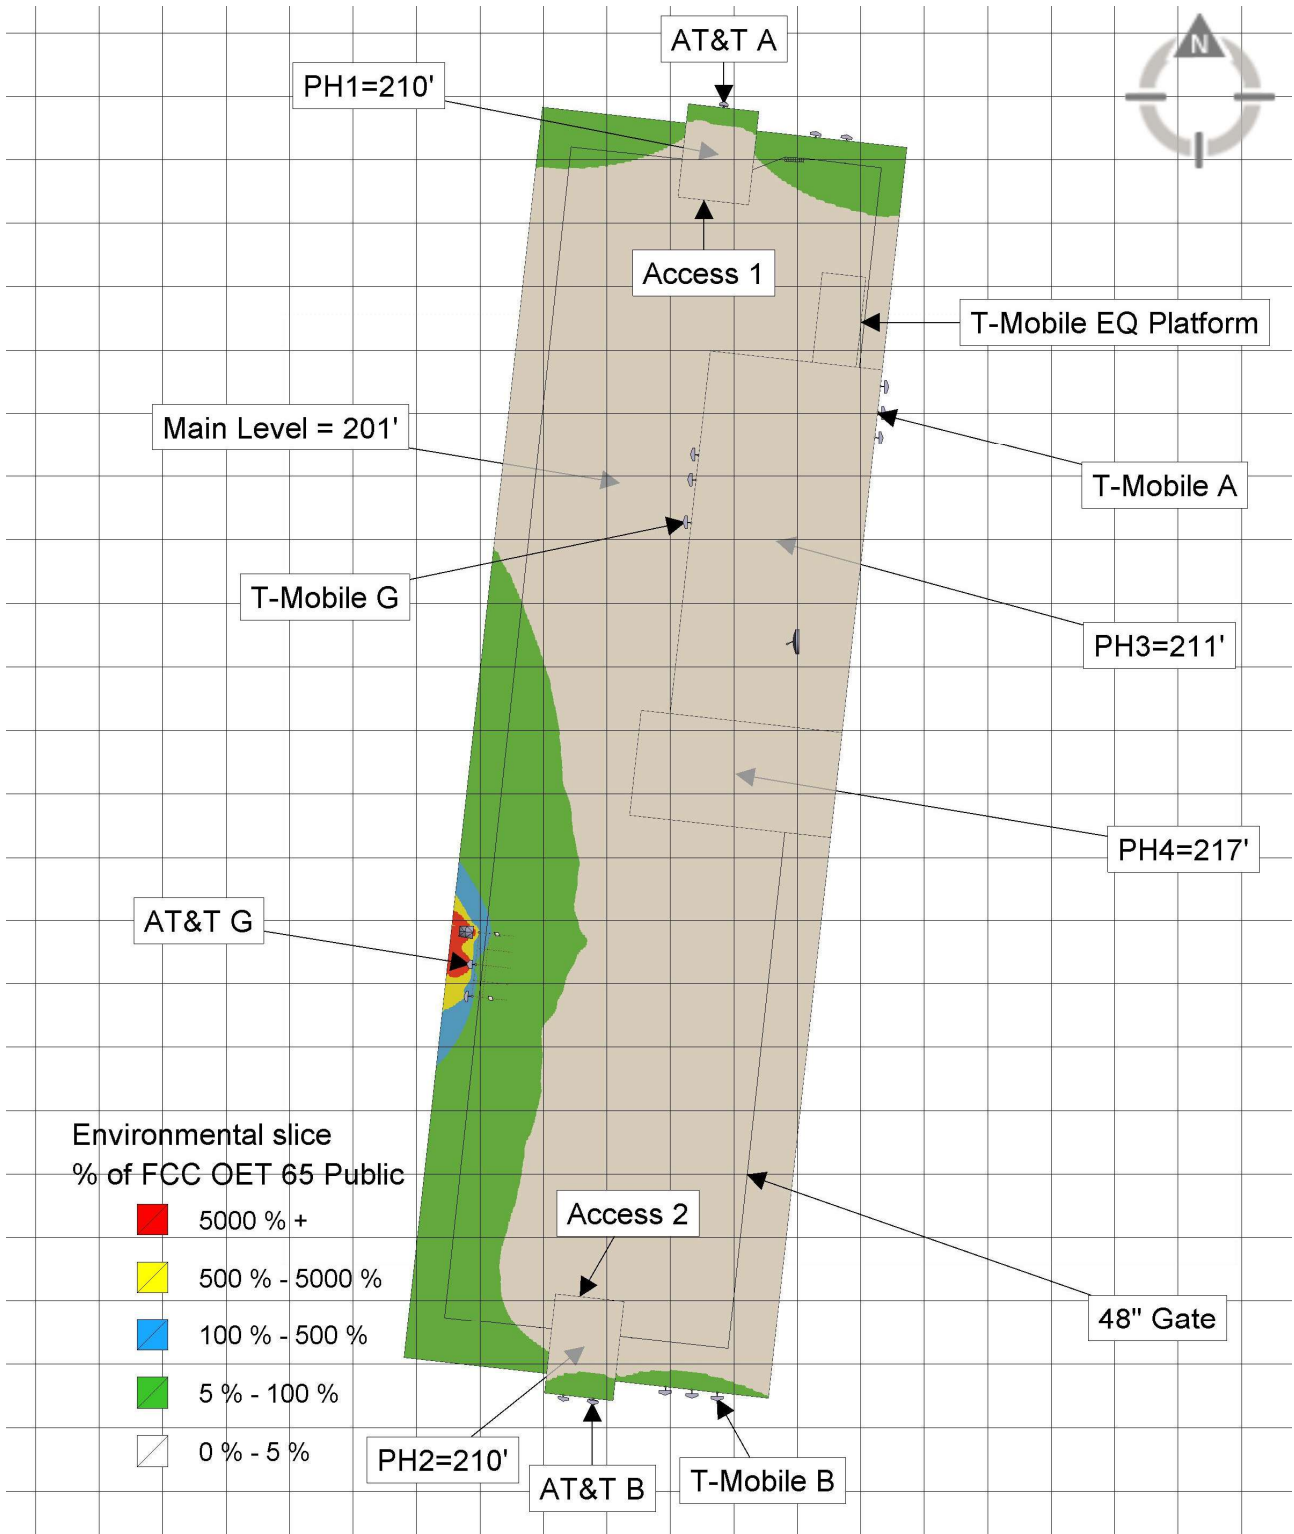 AT&T A
N
PH1=210'
Access 1
T-Mobile EQ Platform
Main Level = 201'
T-Mobile A
T-Mobile G
PH3=211'
PH4=217'
AT&T G
Environmental slice
% of FCC OET 65 Public
5000 % +
500 % - 5000 %
100 % - 500 %
5 % - 100 %
0 % - 5 %
Access 2
48" Gate
PH2=210'
AT&T B
T-Mobile B